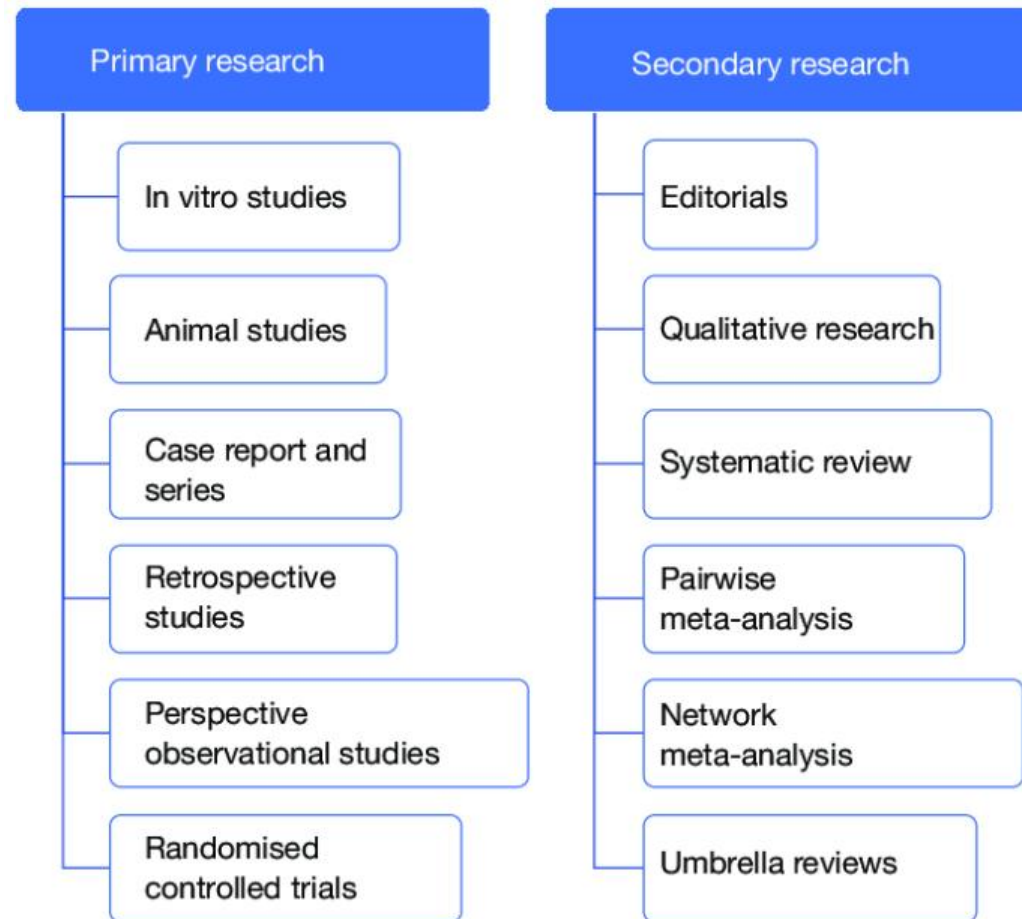 Primary research
In vitro studies
Animal studies
Case report and
series
Retrospective
studies
Perspective
observational studies
Randomised
controlled trials
Secondary research
Editorials
Qualitative research
Systematic review
Pairwise
meta-analysis
Network
meta-analysis
Umbrella reviews